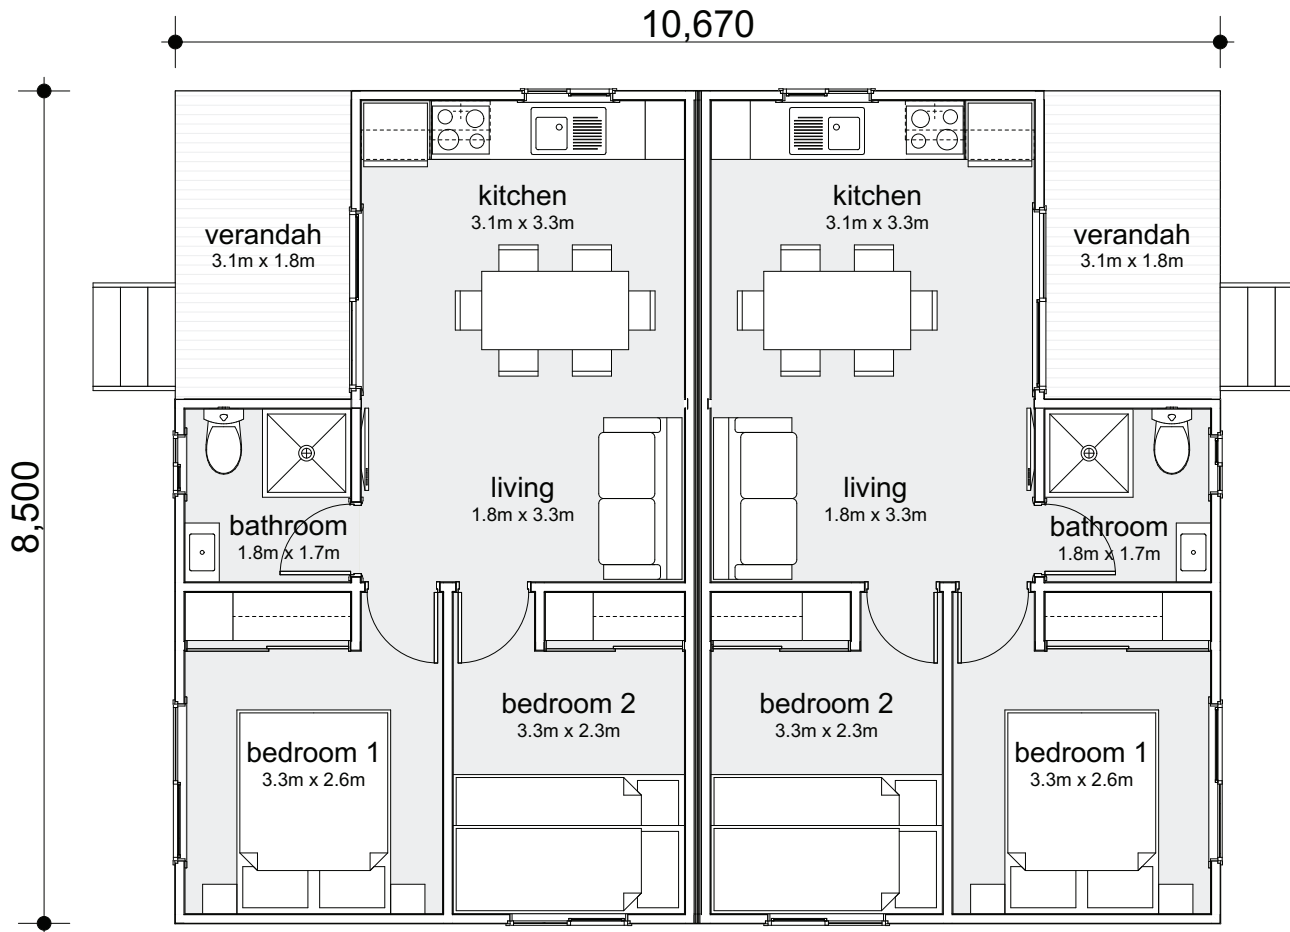 10,670
8,500
kitchen
3.1m x 3.3m
kitchen
3.1m x 3.3m
verandah
3.1m x 1.8m
verandah
3.1m x 1.8m
living
1.8m x 3.3m
living
1.8m x 3.3m
bathroom
1.8m x 1.7m
bathroom
1.8m x 1.7m
bedroom 2
3.3m x 2.3m
bedroom 2
3.3m x 2.3m
bedroom 1
3.3m x 2.6m
bedroom 1
3.3m x 2.6m